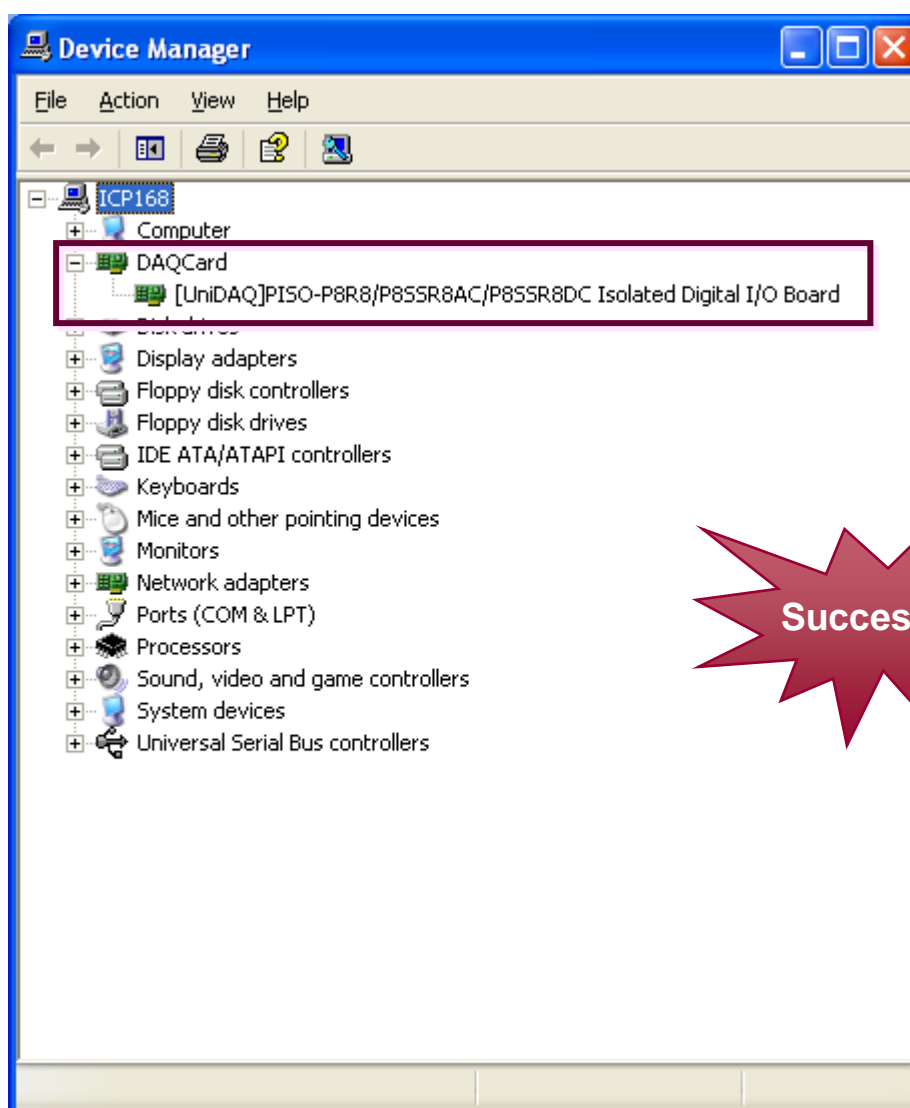 Device Manager
File Action View Help
ICP168
Computer
DAQCard
[UniDAQ]PISO-P8R8/P8SSR8AC/P8SSR8DC Isolated Digital I/O Board
Disk drives
Display adapters
Floppy disk controllers
Floppy disk drives
IDE ATA/ATAPI controllers
Keyboards
Mice and other pointing devices
Monitors
Network adapters
Ports (COM & LPT)
Succes
Processors
Sound, video and game controllers
System devices
Universal Serial Bus controllers